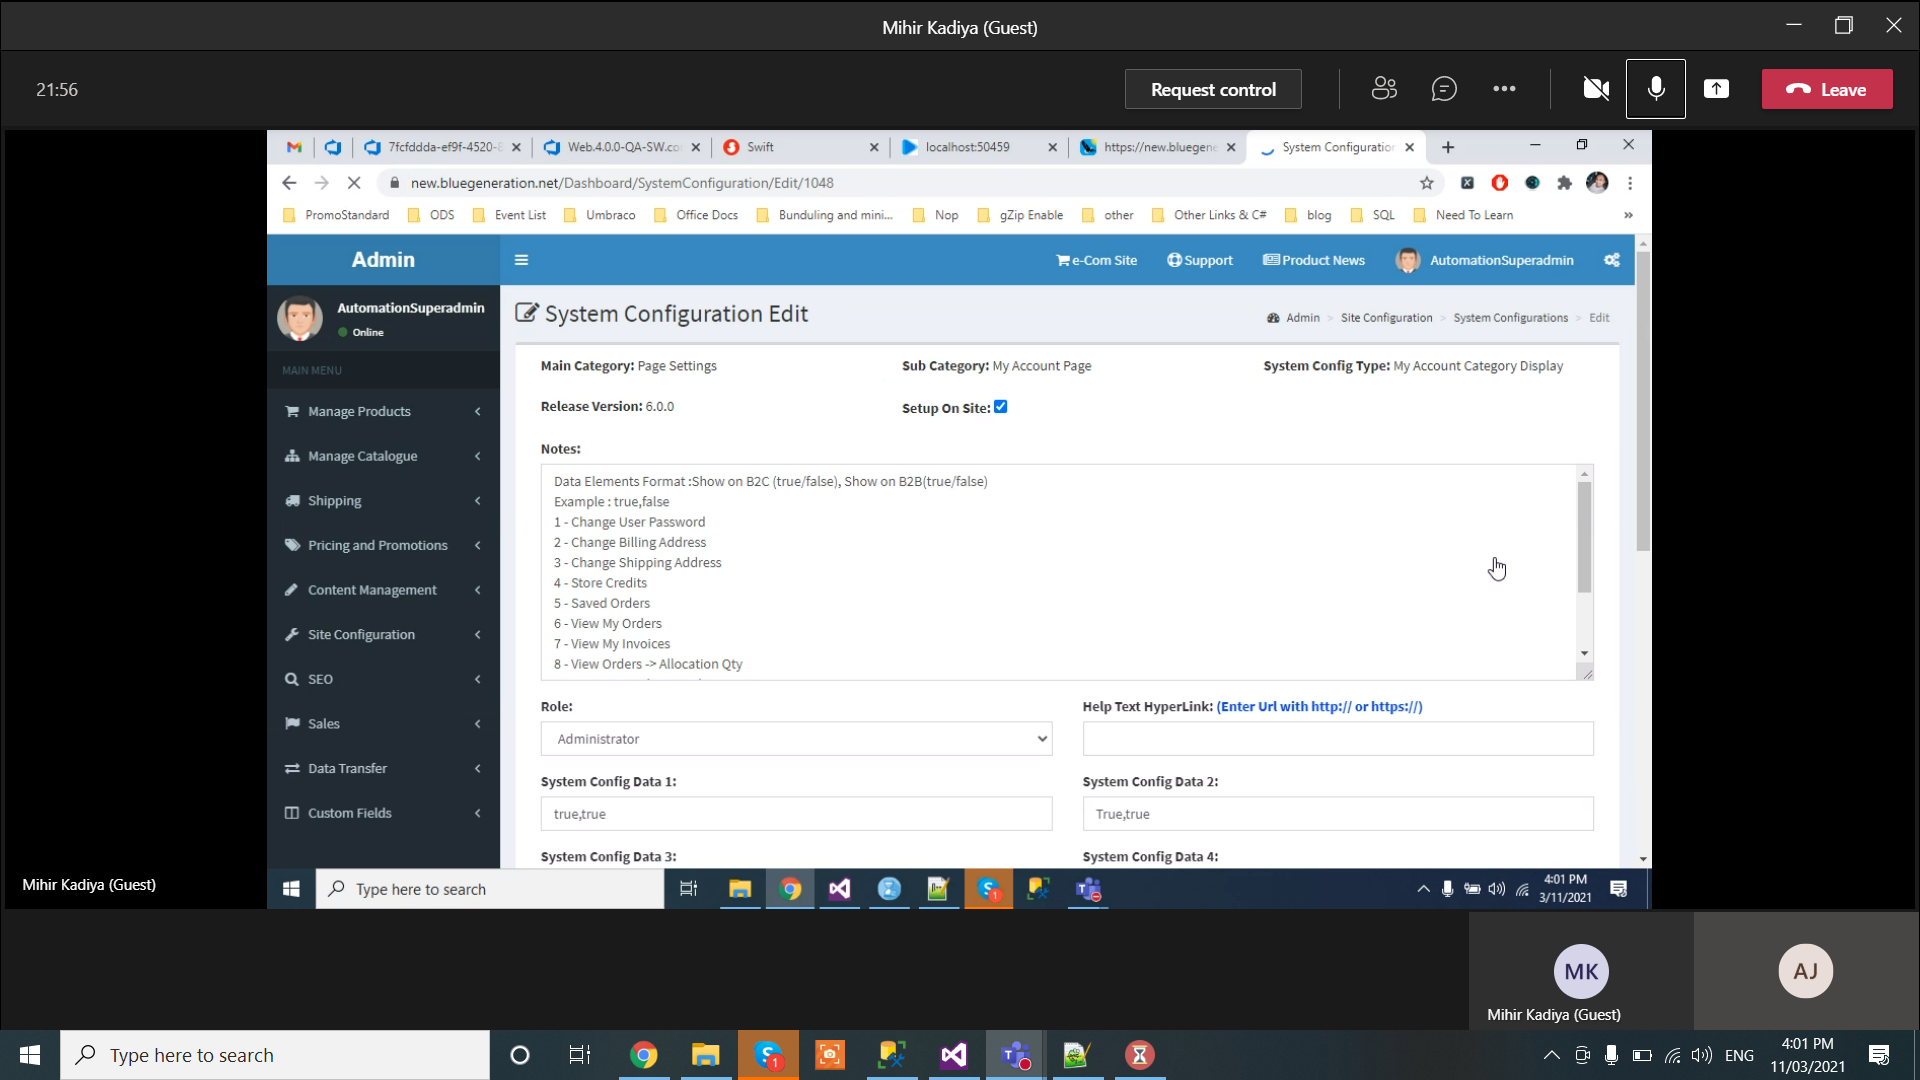 Mihir Kadiya (Guest)
21:56
Request control
Leave
7fcfddda-ef9f-4520-8
Web.4.0.0-QA-SW.co
Swift
localhost:50459
https://new.bluegene
System Configuration
new.bluegeneration.net/Dashboard/SystemConfiguration/Edit/1048
PromoStandard
ODS
Event List
Umbraco
Office Docs
Bunduling and mini...
Nop
gZip Enable
other
Other Links & C#
blog
SQL
Need To Learn
»
Admin
e-Com Site
Support
Product News
AutomationSuperadmin
AutomationSuperadmin
Online
System Configuration Edit
Admin > Site Configuration > System Configurations > Edit
MAIN MENU
Manage Products
Manage Catalogue
Shipping
Pricing and Promotions
Content Management
Site Configuration
SEO
Sales
Data Transfer
Custom Fields
Main Category: Page Settings
Sub Category: My Account Page
System Config Type: My Account Category Display
Release Version: 6.0.0
Setup On Site:
Notes:
Data Elements Format :Show on B2C (true/false), Show on B2B(true/false)
Example : true,false
1 - Change User Password
2 - Change Billing Address
3 - Change Shipping Address
4 - Store Credits
5 - Saved Orders
6 - View My Orders
7 - View My Invoices
8 - View Orders -> Allocation Qty
Role:
Administrator
Help Text HyperLink: (Enter Url with http:// or https://)
System Config Data 1:
true,true
System Config Data 2:
True,true
System Config Data 3:
System Config Data 4:
Mihir Kadiya (Guest)
Type here to search
1
4:01 PM
3/11/2021
MK
Mihir Kadiya (Guest)
AJ
Type here to search
1
ENG
4:01 PM
11/03/2021